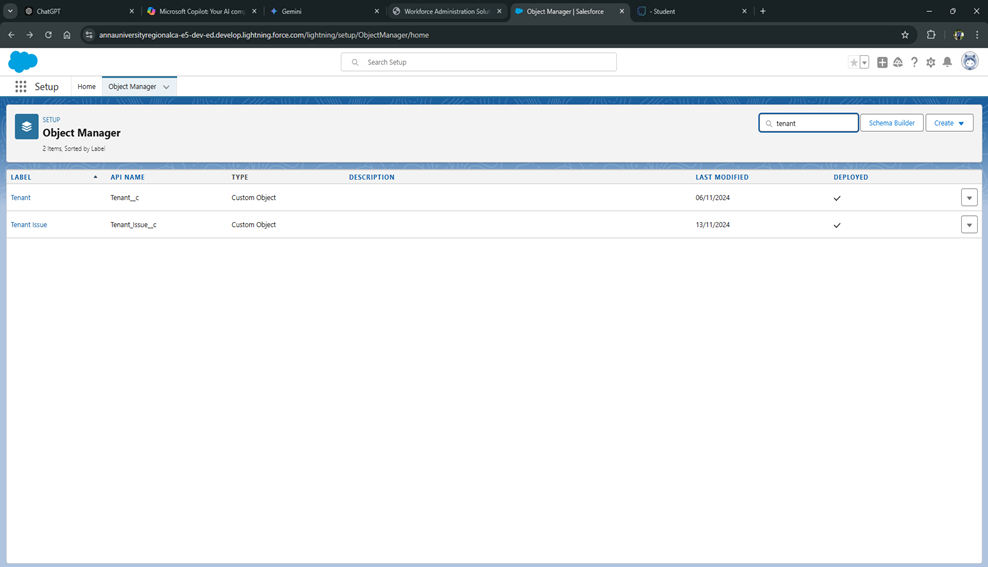 ChatGPT
Microsoft Copilot: Your AI com
Gemini
Workforce Administration Solut
Object Manager | Salesforce
- Student
annauniversityregionalca-e5-dev-ed.develop.lightning.force.com/lightning/setup/ObjectManager/home
Search Setup
Setup
Home
Object Manager
SETUP
Object Manager
2 Items, Sorted by Label
tenant
Schema Builder
Create
LABEL API NAME TYPE DESCRIPTION LAST MODIFIED DEPLOYED
Tenant Tenant__c Custom Object 06/11/2024
Tenant Issue Tenant_Issue__c Custom Object 13/11/2024